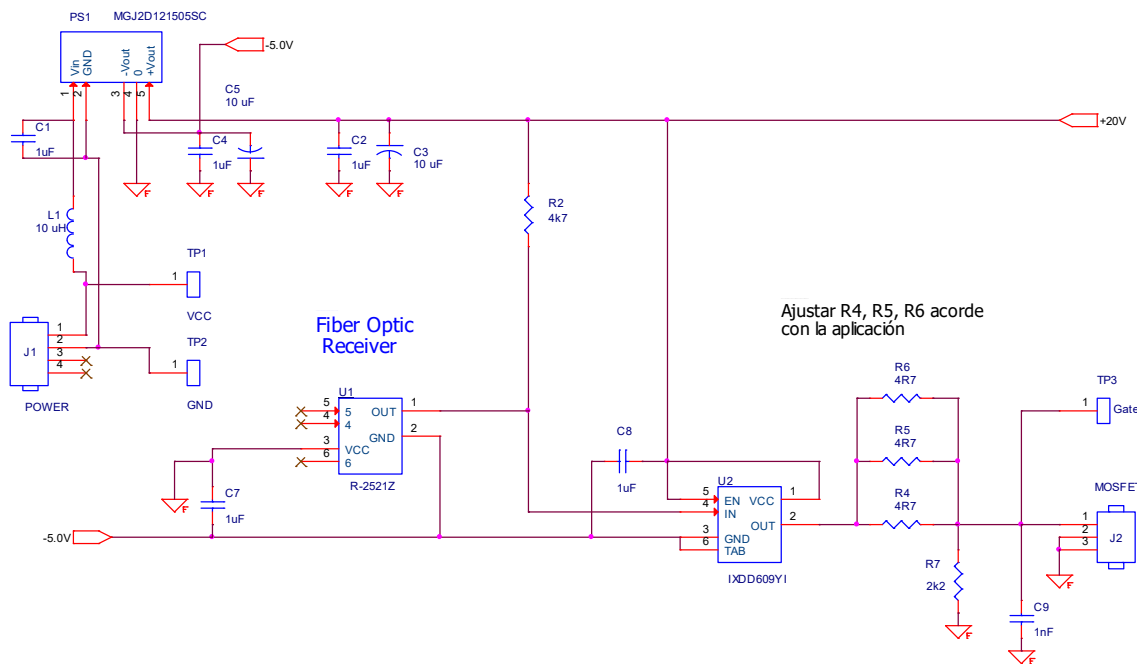 PS1 MGJ2D121505SC
-5.0V
Vin
GND
-Vout
0
+Vout
1
2
3
4
5
C5
10 uF
C1
1uF
C4
1uF
C2
1uF
C3
10 uF
+20V
R2
4k7
L1
10 uH
TP1
1
VCC
J1
1
2
3
4
POWER
TP2
1
GND
Fiber Optic
Receiver
U1
5
4
3
6
5
4
VCC
6
OUT
GND
1
2
R-2521Z
C7
1uF
-5.0V
C8
1uF
U2
5
4
3
6
EN
IN
GND
TAB
VCC
OUT
1
2
IXDD609YI
Ajustar R4, R5, R6 acorde
con la aplicación
R6
4R7
R5
4R7
R4
4R7
R7
2k2
TP3
1
Gate
MOSFET
1
2
3
J2
C9
1nF
F
F
F
F
F
F
F
F
F